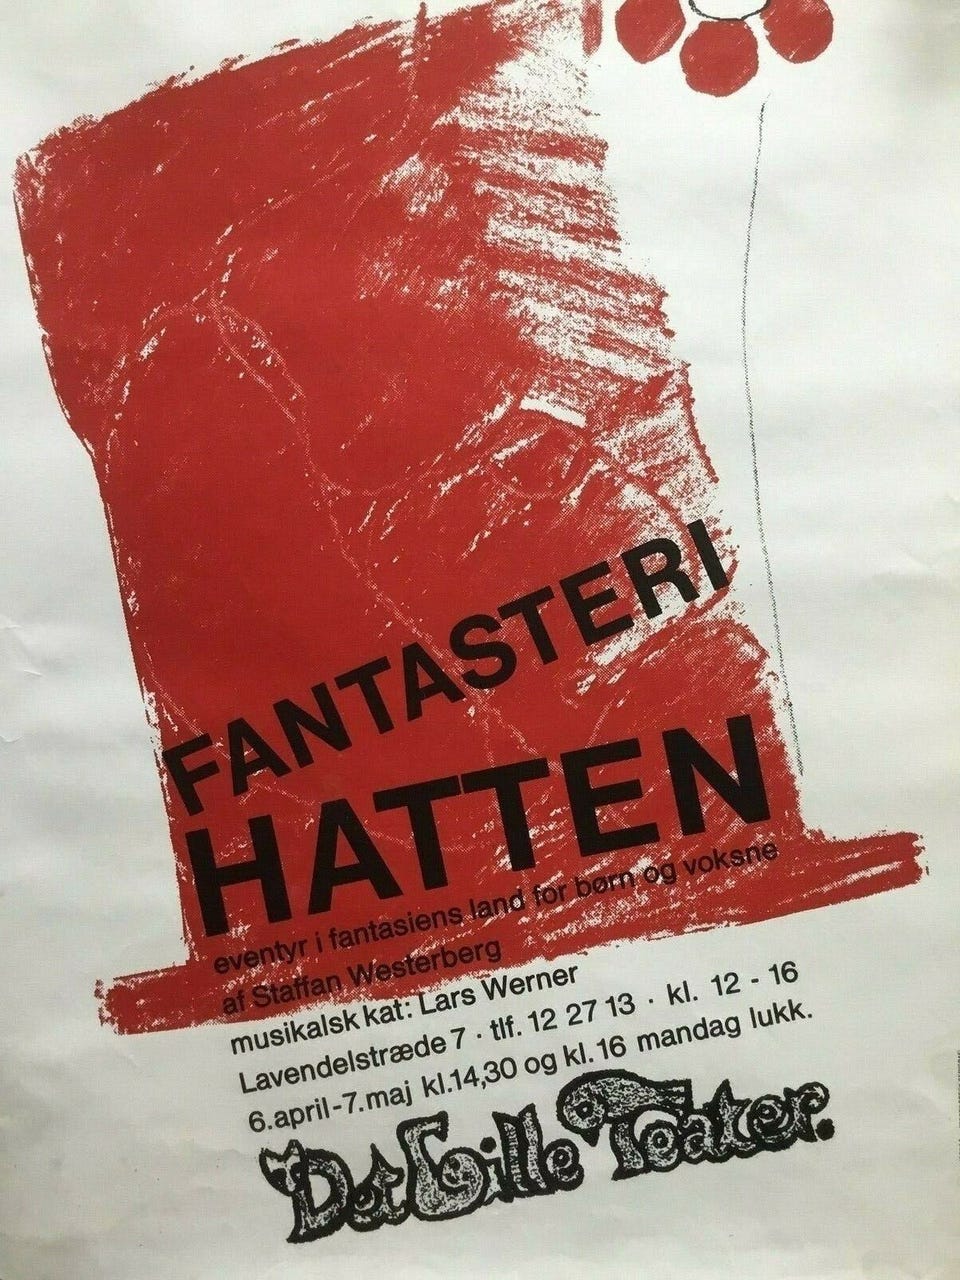 FANTASTERI
HATTEN
eventyr i fantasiens land for børn og voksne
af Staffan Westerberg
musikalsk kat: Lars Werner
Lavendelstræde 7 · tlf. 12 27 13 · kl. 12 - 16
6.april-7.maj kl.14,30 og kl.16 mandag lukk.
Det Lille Teater.